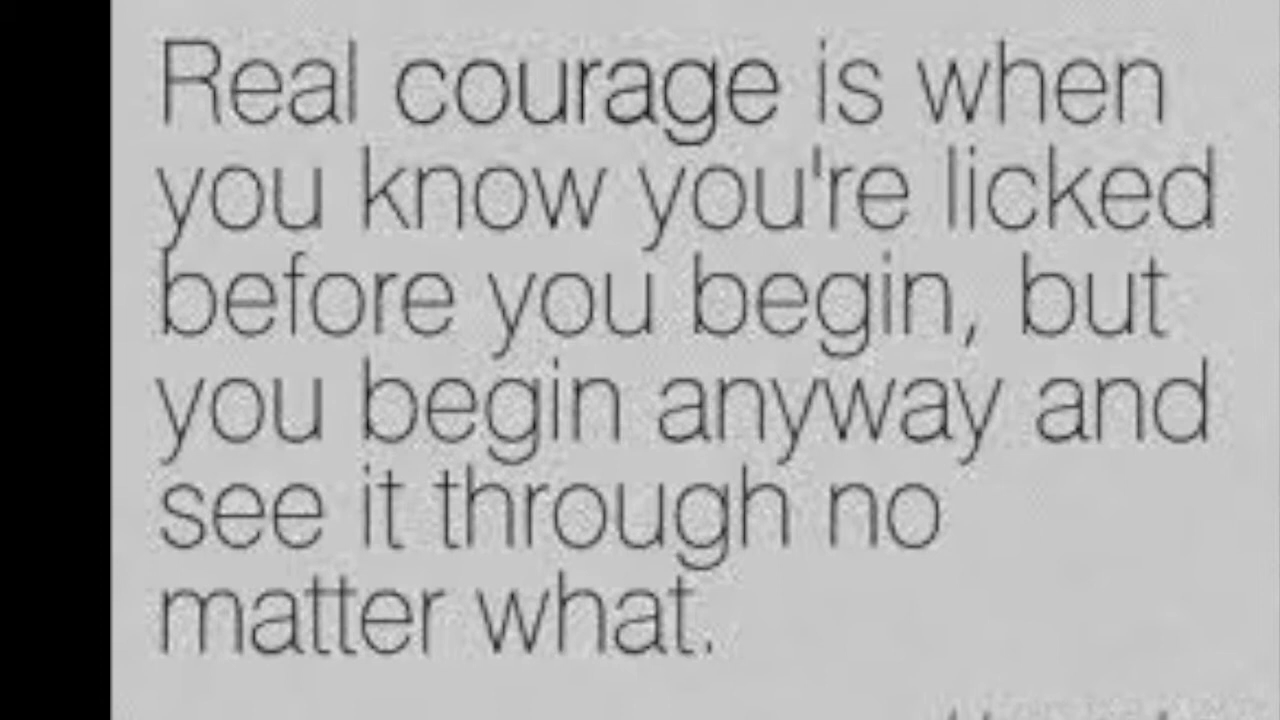 Real courage is when
you know you're licked
before you begin, but
you begin anyway and
see it through no
matter what.